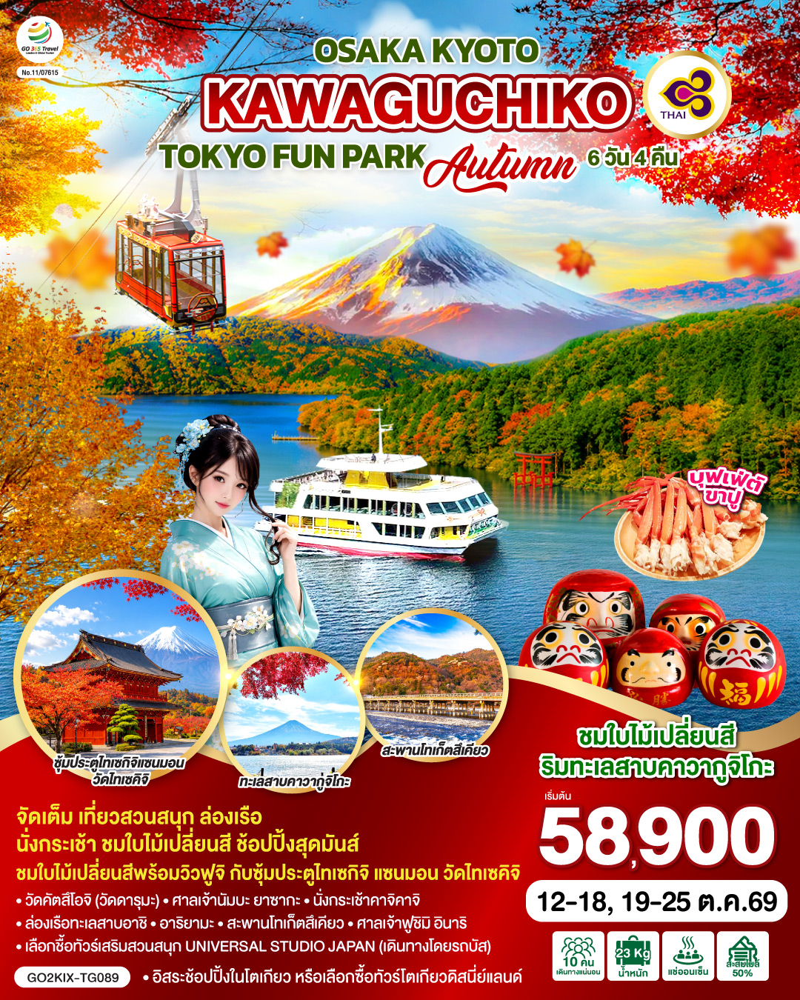 GO 365 Travel
Leaders in Global Tourism
No.11/07615
OSAKA KYOTO
KAWAGUCHIKO
THAI
TOKYO FUN PARK Autumn 6 วัน 4 คืน
บุฟเฟ่ต์
ขาปู
ซุ้มประตูไทเซกิจิแซนมอน
วัดไทเซคิจิ
ทะเลสาบคาวากู่จิโกะ
สะพานโทเก็ตสึเคียว
福
ชมใบไม้เปลี่ยนสี
ริมทะเลสาบคาวากูจิโกะ
เริ่มต้น
58,900
12-18, 19-25 ต.ค.69
จัดเต็ม เที่ยวสวนสนุก ล่องเรือ
นั่งกระเช้า ชมใบไม้เปลี่ยนสี ช้อปปิ้งสุดมันส์
ชมใบไม้เปลี่ยนสีพร้อมวิวฟูจิ กับซุ้มประตูไทเซกิจิ แซนมอน วัดไทเซคิจิ
• วัดคัตสึโอจิ (วัดดารุมะ) • ศาลเจ้านัมบะ ยาซากะ • นั่งกระเช้าคาจิคาจิ
• ล่องเรือทะเลสาบอาชิ • อาริยามะ • สะพานโทเก็ตสึเคียว • ศาลเจ้าฟูชิมิ อินาริ
• เลือกซื้อทัวร์เสริมสวนสนุก UNIVERSAL STUDIO JAPAN (เดินทางโดยรถบัส)
GO2KIX-TG089
• อิสระช้อปปิ้งในโตเกียว หรือเลือกซื้อทัวร์โตเกียวดิสนี่ย์แลนด์
10 คน
เดินทางแน่นอน
23 Kg
น้ำหนัก
แช่ออนเซ็น
สะสมไมล์
50%